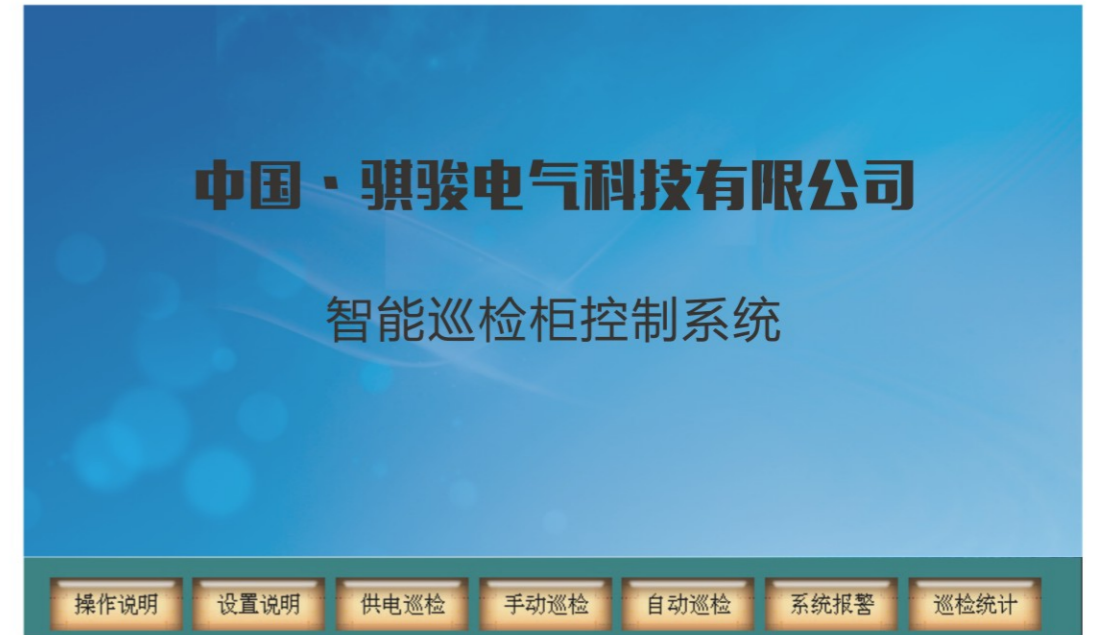 中国·骐骏电气科技有限公司
智能巡检柜控制系统
操作说明 设置说明 供电巡检 手动巡检 自动巡检 系统报警 巡检统计